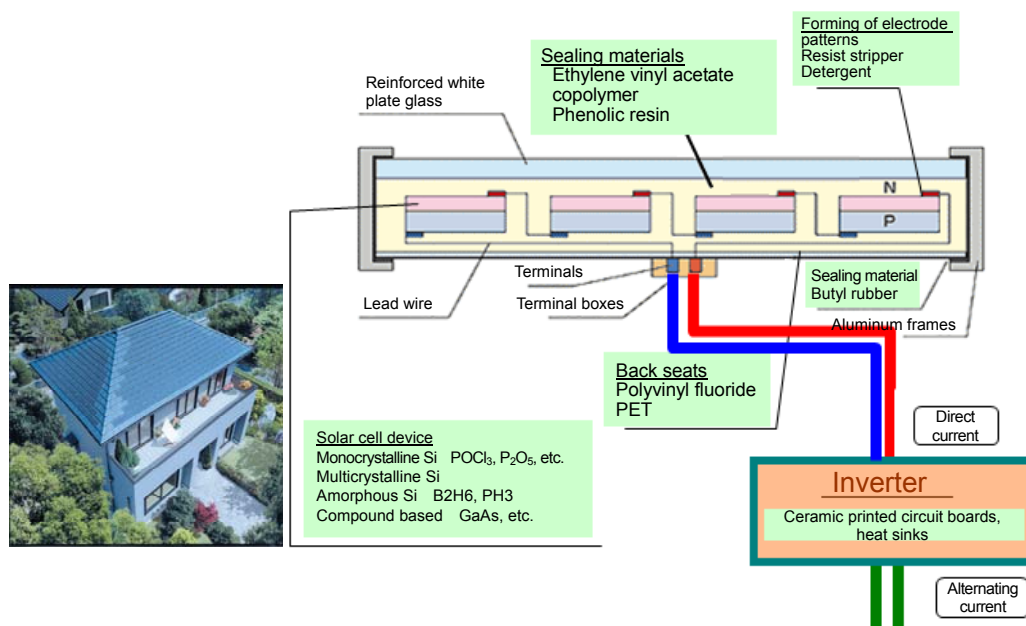 Forming of electrode
patterns
Resist stripper
Detergent
Sealing materials
Ethylene vinyl acetate
copolymer
Phenolic resin
Reinforced white
plate glass
N
P
Terminals
Terminal boxes
Lead wire
Sealing material
Butyl rubber
Aluminum frames
Back seats
Polyvinyl fluoride
PET
Solar cell device
Monocrystalline Si POCl₃, P₂O₅, etc.
Multicrystalline Si
Amorphous Si B2H6, PH3
Compound based GaAs, etc.
Direct
current
Inverter
Ceramic printed circuit boards,
heat sinks
Alternating
current